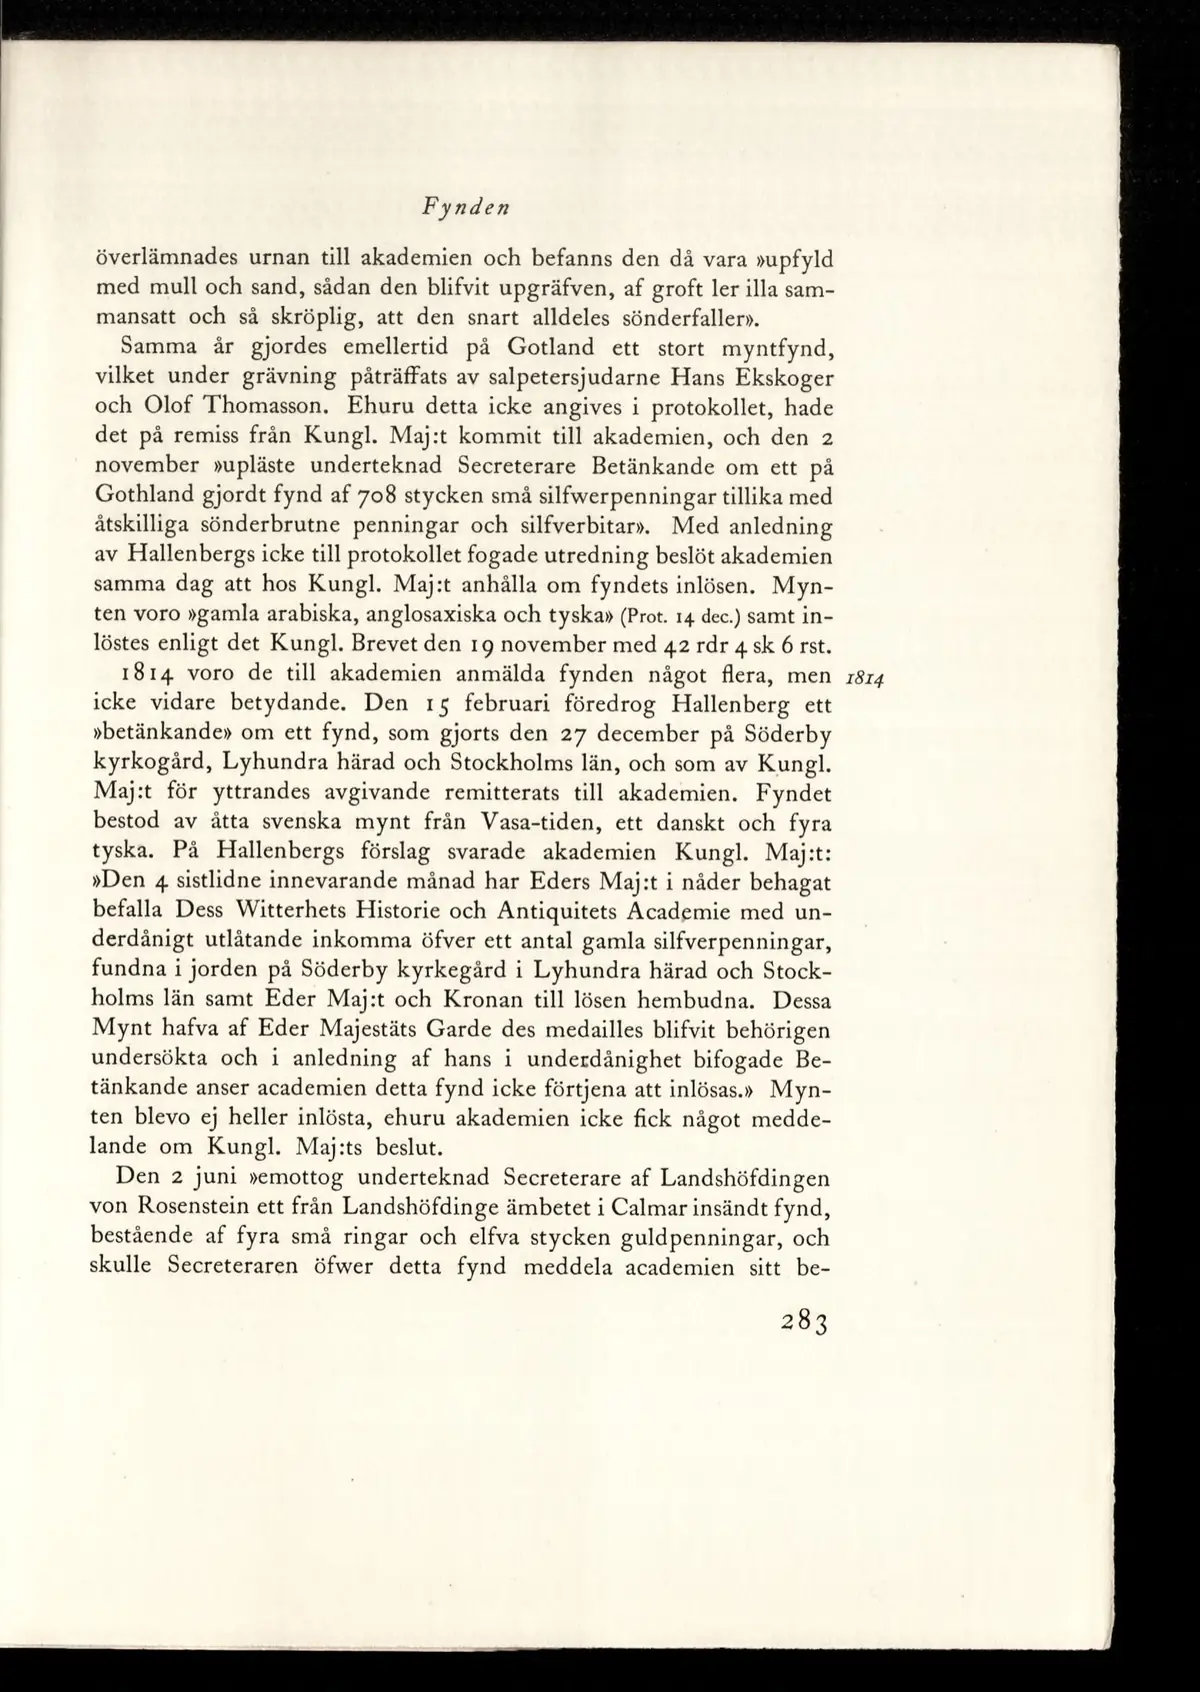 Fynden
överlämnades urnan till akademien och befanns den då vara »upfyld
med mull och sand, sådan den blifvit upgräfven, af groft ler illa sam-
mansatt och så skröplig, att den snart alldeles sönderfaller».
Samma år gjordes emellertid på Gotland ett stort myntfynd,
vilket under grävning påträffats av salpetersjudarne Hans Ekskoger
och Olof Thomasson. Ehuru detta icke angives i protokollet, hade
det på remiss från Kungl. Maj:t kommit till akademien, och den 2
november »upläste underteknad Secreterare Betänkande om ett på
Gothland gjordt fynd af 708 stycken små silfwerpenningar tillika med
åtskilliga sönderbrutne penningar och silfverbitar». Med anledning
av Hallenbergs icke till protokollet fogade utredning beslöt akademien
samma dag att hos Kungl. Maj:t anhålla om fyndets inlösen. Myn-
ten voro »gamla arabiska, anglosaxiska och tyska» (Prot. 14 dec.) samt in-
löstes enligt det Kungl. Brevet den 19 november med 42 rdr 4 sk 6 rst.
1814 voro de till akademien anmälda fynden något flera, men 1814
icke vidare betydande. Den 15 februari föredrog Hallenberg ett
»betänkande» om ett fynd, som gjorts den 27 december på Söderby
kyrkogård, Lyhundra härad och Stockholms län, och som av Kungl.
Maj:t för yttrandes avgivande remitterats till akademien. Fyndet
bestod av åtta svenska mynt från Vasa-tiden, ett danskt och fyra
tyska. På Hallenbergs förslag svarade akademien Kungl. Maj:t:
»Den 4 sistlidne innevarande månad har Eders Maj:t i nåder behagat
befalla Dess Witterhets Historie och Antiquitets Academie med un-
derdånigt utlåtande inkomma öfver ett antal gamla silfverpenningar,
fundna i jorden på Söderby kyrkegård i Lyhundra härad och Stock-
holms län samt Eder Maj:t och Kronan till lösen hembudna. Dessa
Mynt hafva af Eder Majestäts Garde des medailles blifvit behörigen
undersökta och i anledning af hans i underdånighet bifogade Be-
tänkande anser academien detta fynd icke förtjena att inlösas.» Myn-
ten blevo ej heller inlösta, ehuru akademien icke fick något medde-
lande om Kungl. Maj:ts beslut.
Den 2 juni »emottog underteknad Secreterare af Landshöfdingen
von Rosenstein ett från Landshöfdinge ämbetet i Calmar insändt fynd,
bestående af fyra små ringar och elfva stycken guldpenningar, och
skulle Secreteraren öfwer detta fynd meddela academien sitt be-
283